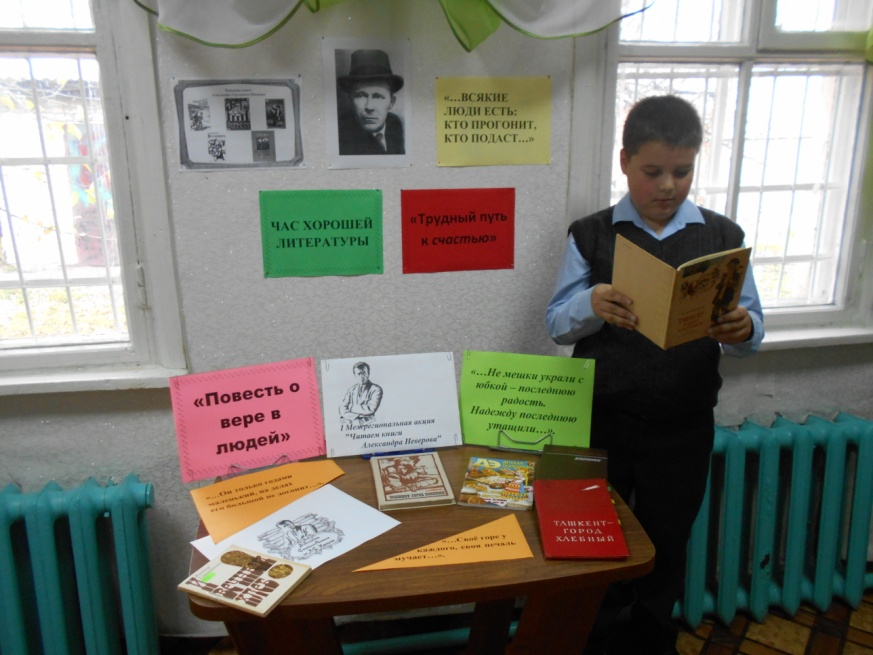 «…ВСЯКИЕ
ЛЮДИ ЕСТЬ:
КТО ПРОГОНИТ,
КТО ПОДАСТ…»
ЧАС ХОРОШЕЙ
ЛИТЕРАТУРЫ
«Трудный путь
к счастью»
«Повесть о
вере в
людей»
I Межрегиональная акция
"Читаем книги
Александра Неверова"
«…Не мешки украли с
юбкой – последнюю
радость.
Надежду последнюю
утащили…».
«…Он только годами
маленький, на делах
его большой не догонит…».
«…Своё горе у
каждого, своя печаль
мучает…».
ТАШКЕНТ–
ГОРОД
ХЛЕБНЫЙ